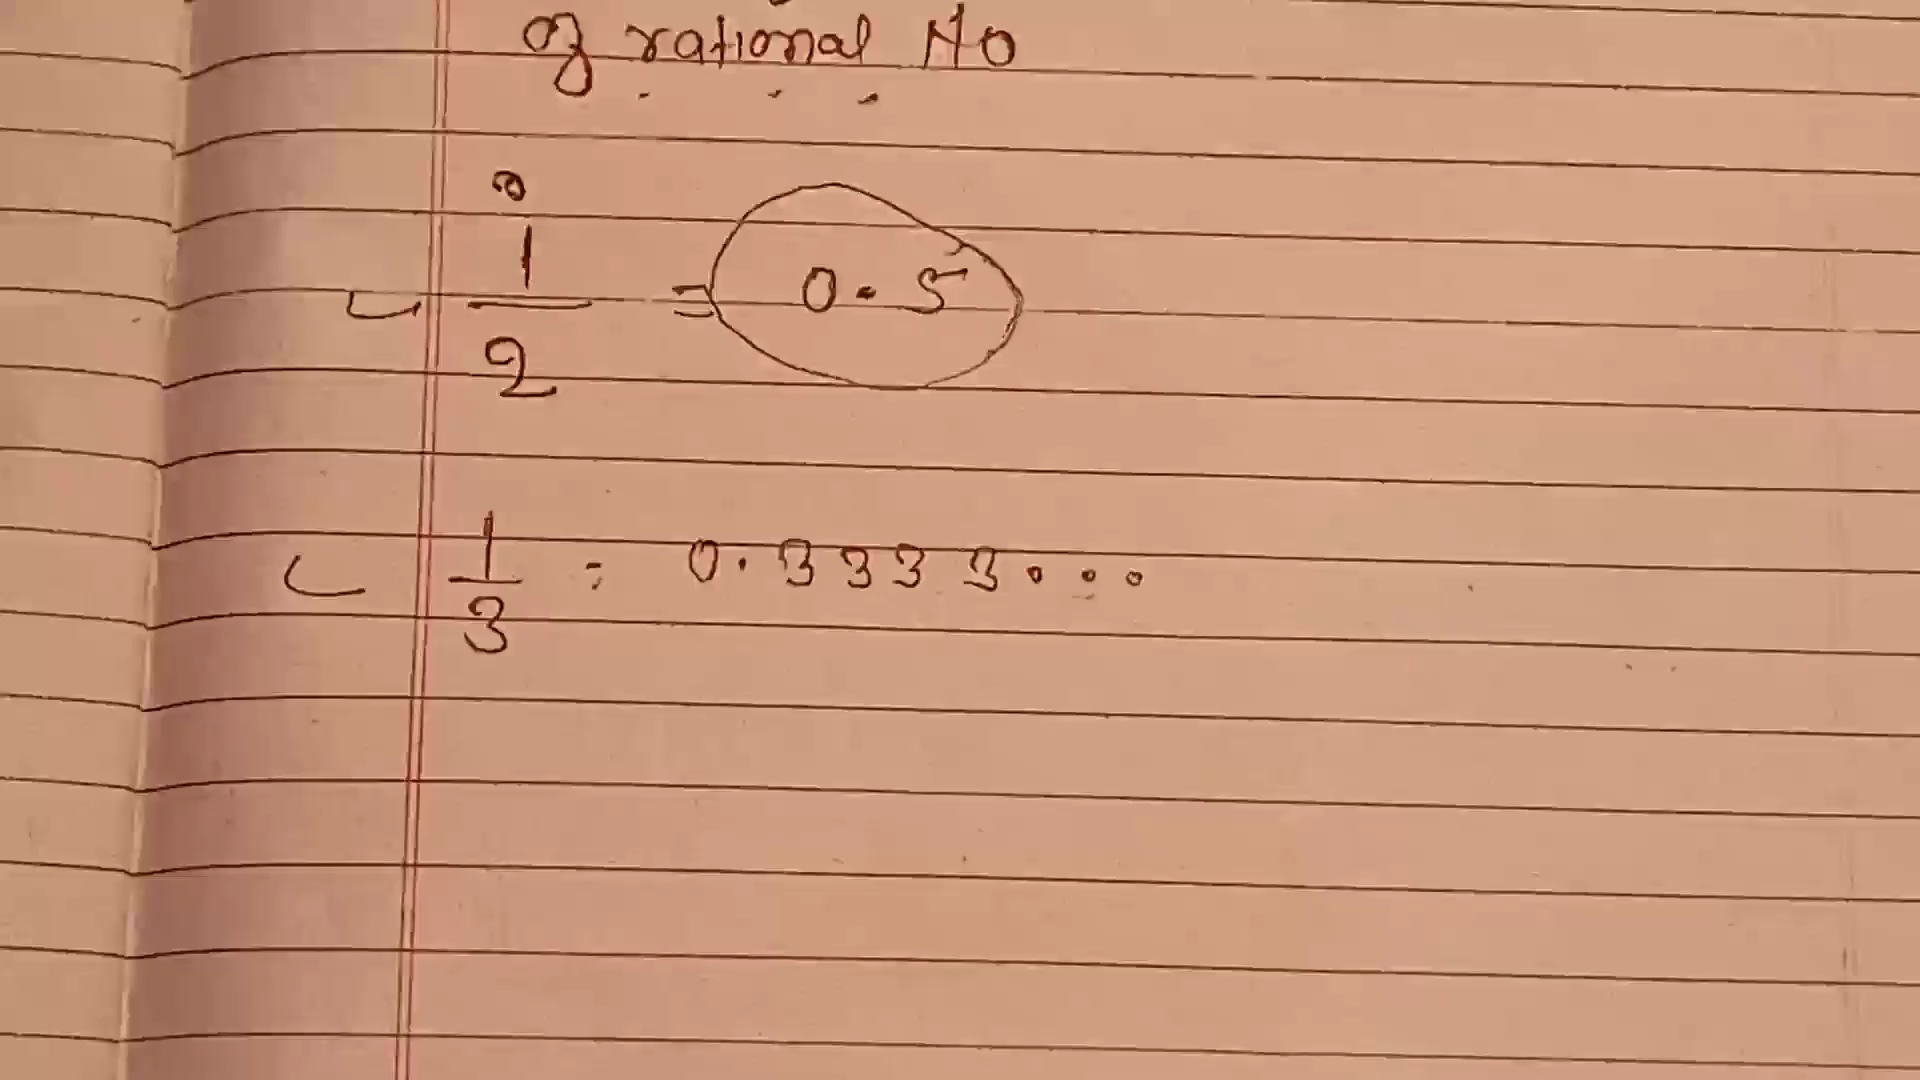 of rational No
1/2 = 0.5
1/3 = 0.3333...